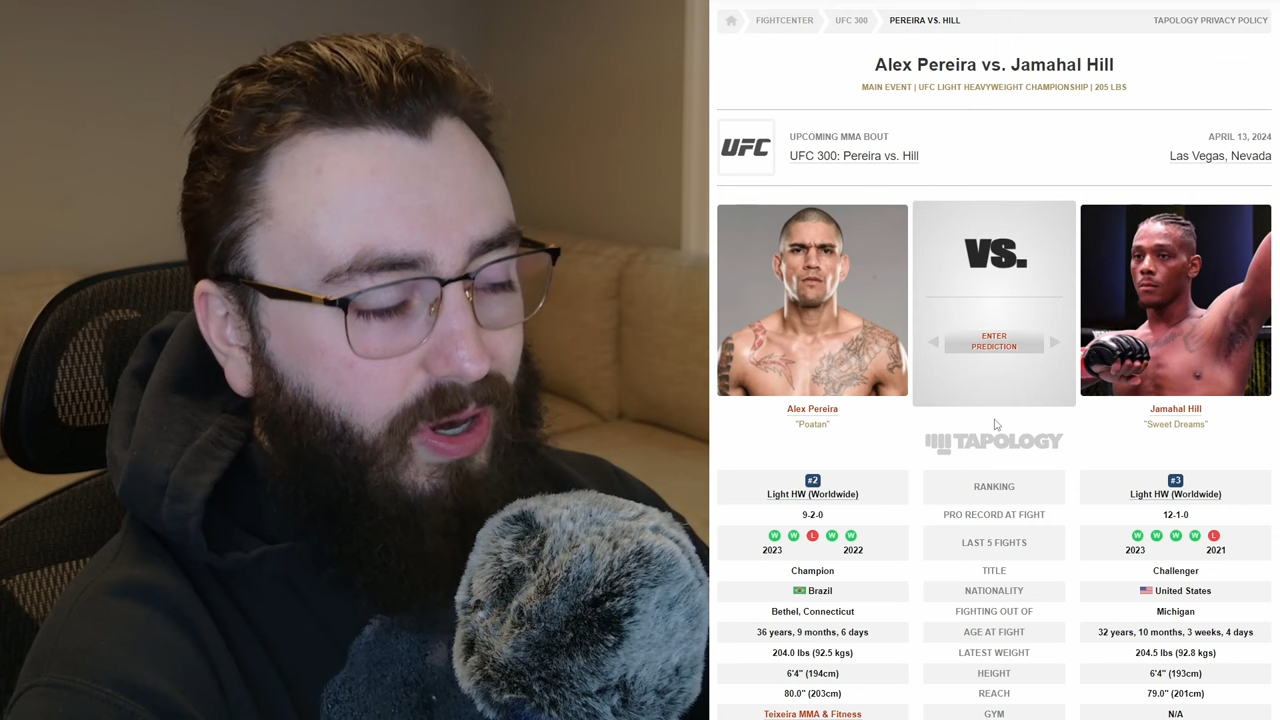 FIGHTCENTER
UFC 300
PEREIRA VS. HILL
TAPOLOGY PRIVACY POLICY
Alex Pereira vs. Jamahal Hill
MAIN EVENT | UFC LIGHT HEAVYWEIGHT CHAMPIONSHIP | 205 LBS
UFC
UPCOMING MMA BOUT
APRIL 13, 2024
UFC 300: Pereira vs. Hill
Las Vegas, Nevada
VS.
ENTER
PREDICTION
Alex Pereira
"Poatan"
Jamahal Hill
"Sweet Dreams"
TAPOLOGY
#2
Light HW (Worldwide)
RANKING
#3
Light HW (Worldwide)
9-2-0
PRO RECORD AT FIGHT
12-1-0
W W L W W
2023 2022
LAST 5 FIGHTS
W W W W L
2023 2021
Champion
TITLE
Challenger
Brazil
NATIONALITY
United States
Bethel, Connecticut
FIGHTING OUT OF
Michigan
36 years, 9 months, 6 days
AGE AT FIGHT
32 years, 10 months, 3 weeks, 4 days
204.0 lbs (92.5 kgs)
LATEST WEIGHT
204.5 lbs (92.8 kgs)
6'4" (194cm)
HEIGHT
6'4" (193cm)
80.0" (203cm)
REACH
79.0" (201cm)
Teixeira MMA & Fitness
GYM
N/A